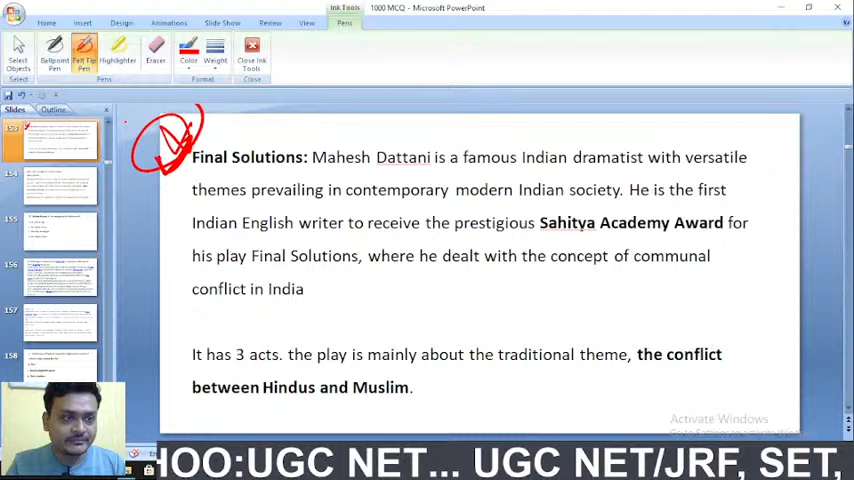 Ink Tools
1000 MCQ - Microsoft PowerPoint
Home Insert Design Animations Slide Show Review View Pens
Select Objects
Ballpoint Pen
Felt Tip Pen
Highlighter
Eraser
Color
Weight
Close Ink Tools
Select Pens Format Close
Slides Outline
153
154
155
156
157
158
Final Solutions: Mahesh Dattani is a famous Indian dramatist with versatile
themes prevailing in contemporary modern Indian society. He is the first
Indian English writer to receive the prestigious Sahitya Academy Award for
his play Final Solutions, where he dealt with the concept of communal
conflict in India
It has 3 acts. the play is mainly about the traditional theme, the conflict
between Hindus and Muslim.
Activate Windows
HOO:UGC NET... UGC NET/JRF, SET,